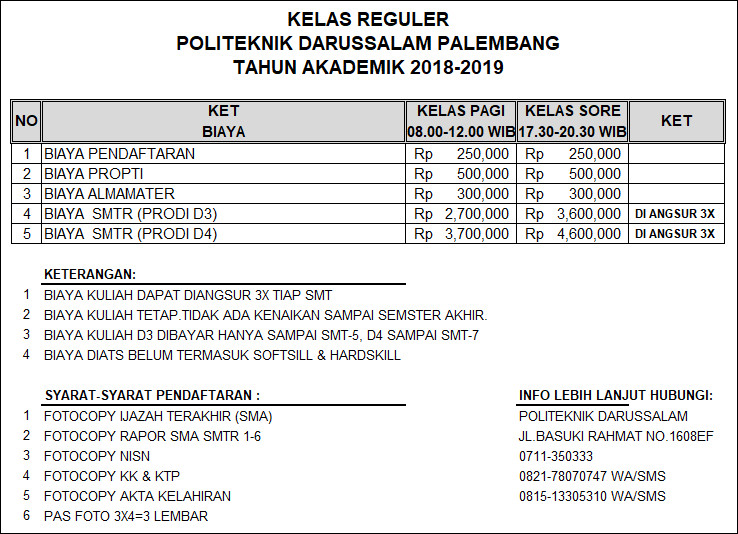 KELAS REGULER
POLITEKNIK DARUSSALAM PALEMBANG
TAHUN AKADEMIK 2018-2019
NO KET BIAYA KELAS PAGI 08.00-12.00 WIB KELAS SORE 17.30-20.30 WIB KET
1 BIAYA PENDAFTARAN Rp 250,000 Rp 250,000
2 BIAYA PROPTI Rp 500,000 Rp 500,000
3 BIAYA ALMAMATER Rp 300,000 Rp 300,000
4 BIAYA SMTR (PRODI D3) Rp 2,700,000 Rp 3,600,000 DI ANGSUR 3X
5 BIAYA SMTR (PRODI D4) Rp 3,700,000 Rp 4,600,000 DI ANGSUR 3X
KETERANGAN:
1 BIAYA KULIAH DAPAT DIANGSUR 3X TIAP SMT
2 BIAYA KULIAH TETAP.TIDAK ADA KENAIKAN SAMPAI SEMSTER AKHIR.
3 BIAYA KULIAH D3 DIBAYAR HANYA SAMPAI SMT-5, D4 SAMPAI SMT-7
4 BIAYA DIATS BELUM TERMASUK SOFTSILL & HARDSKILL
SYARAT-SYARAT PENDAFTARAN :
1 FOTOCOPY IJAZAH TERAKHIR (SMA)
2 FOTOCOPY RAPOR SMA SMTR 1-6
3 FOTOCOPY NISN
4 FOTOCOPY KK & KTP
5 FOTOCOPY AKTA KELAHIRAN
6 PAS FOTO 3X4=3 LEMBAR
INFO LEBIH LANJUT HUBUNGI:
POLITEKNIK DARUSSALAM
JL.BASUKI RAHMAT NO.1608EF
0711-350333
0821-78070747 WA/SMS
0815-13305310 WA/SMS